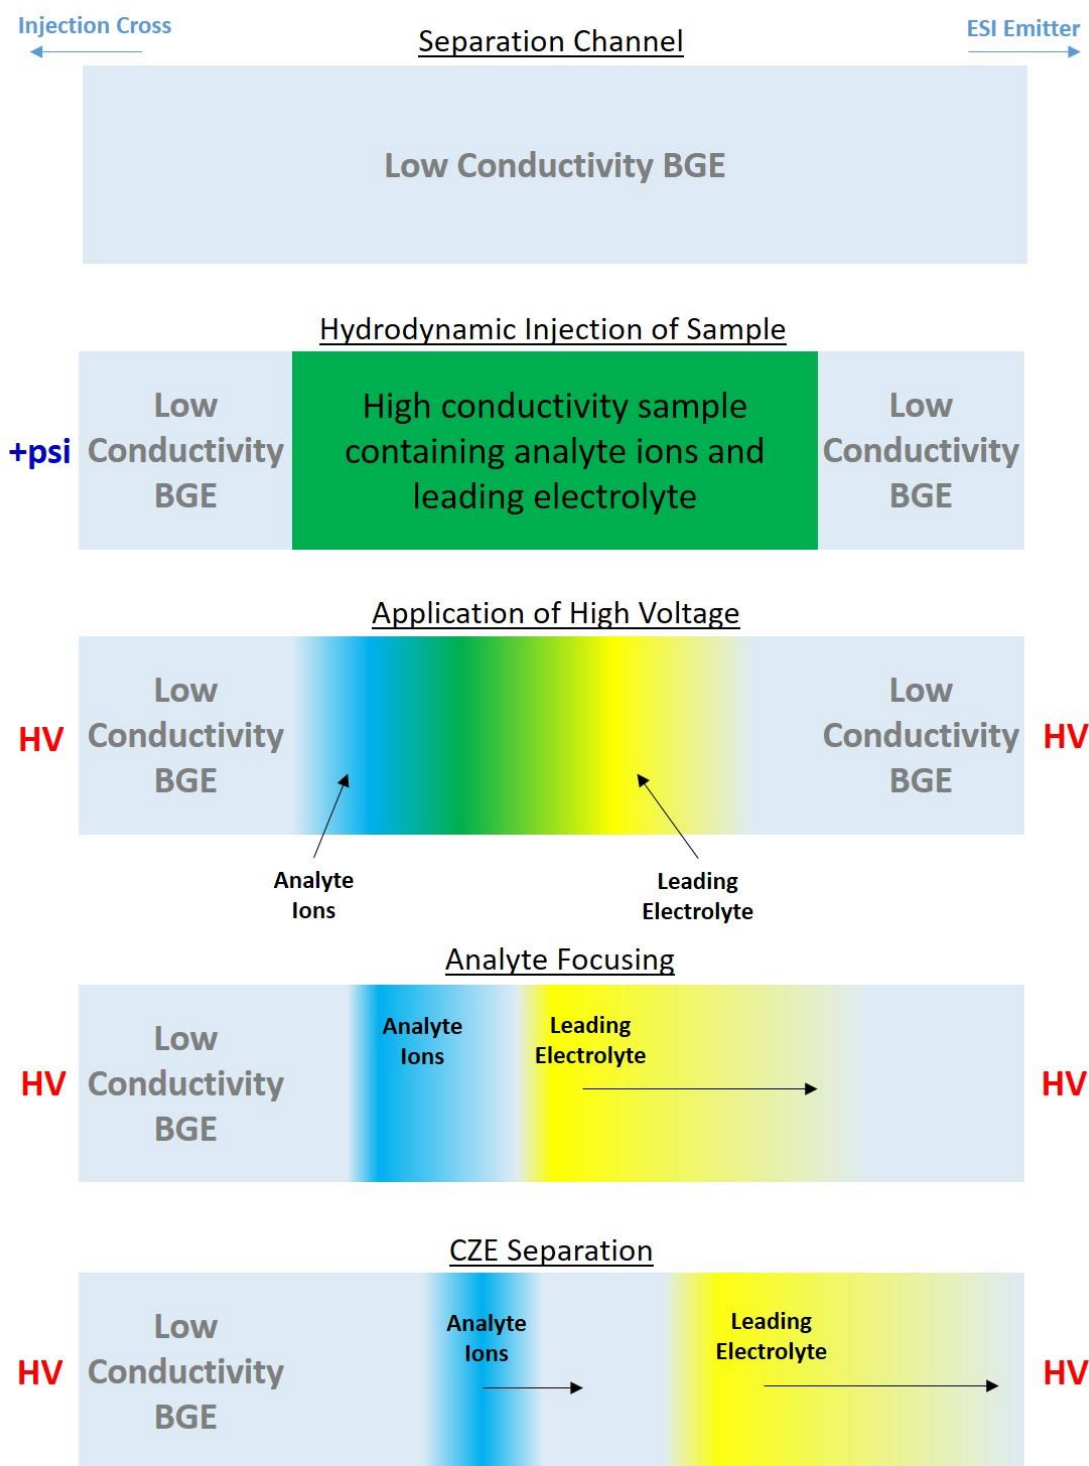 Injection Cross
ESI Emitter
Separation Channel
Low Conductivity BGE
Hydrodynamic Injection of Sample
+psi
Low
Conductivity
BGE
High conductivity sample
containing analyte ions and
leading electrolyte
Low
Conductivity
BGE
Application of High Voltage
HV
Low
Conductivity
BGE
Low
Conductivity
BGE
HV
Analyte
Ions
Leading
Electrolyte
Analyte Focusing
HV
Low
Conductivity
BGE
Analyte
Ions
Leading
Electrolyte
HV
CZE Separation
HV
Low
Conductivity
BGE
Analyte
Ions
Leading
Electrolyte
HV